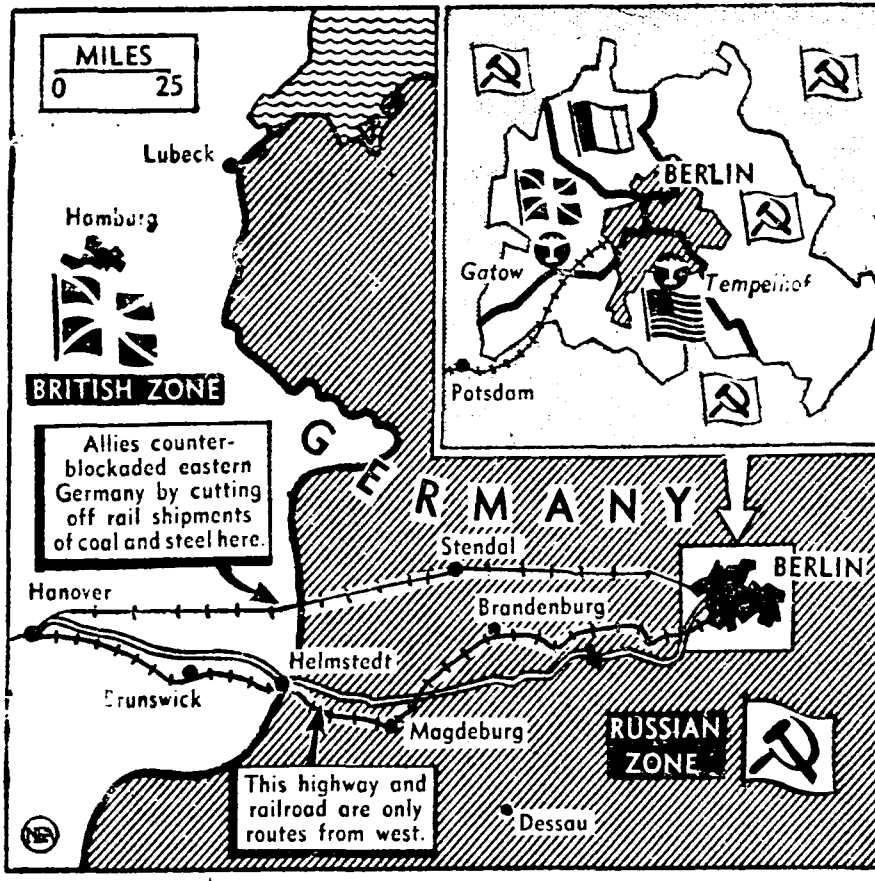 MILES
0 25
Lubeck
Hamburg
BRITISH ZONE
Allies counter-
blockaded eastern
Germany by cutting
off rail shipments
of coal and steel here.
GERMANY
Hanover
Stendal
Brandenburg
Helmstedt
Brunswick
Magdeburg
This highway and
railroad are only
routes from west.
Dessau
NEA
BERLIN
Gatow
Tempelhof
Potsdam
BERLIN
RUSSIAN
ZONE